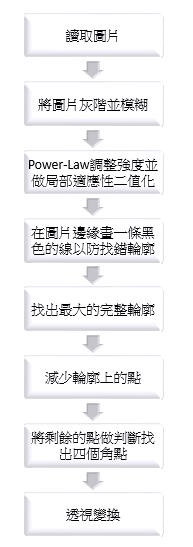 讀取圖片
將圖片灰階並模糊
Power-Law調整強度並
做局部適應性二值化
在圖片邊緣畫一條黑
色的線以防找錯輪廓
找出最大的完整輪廓
減少輪廓上的點
將剩餘的點做判斷找
出四個角點
透視變換